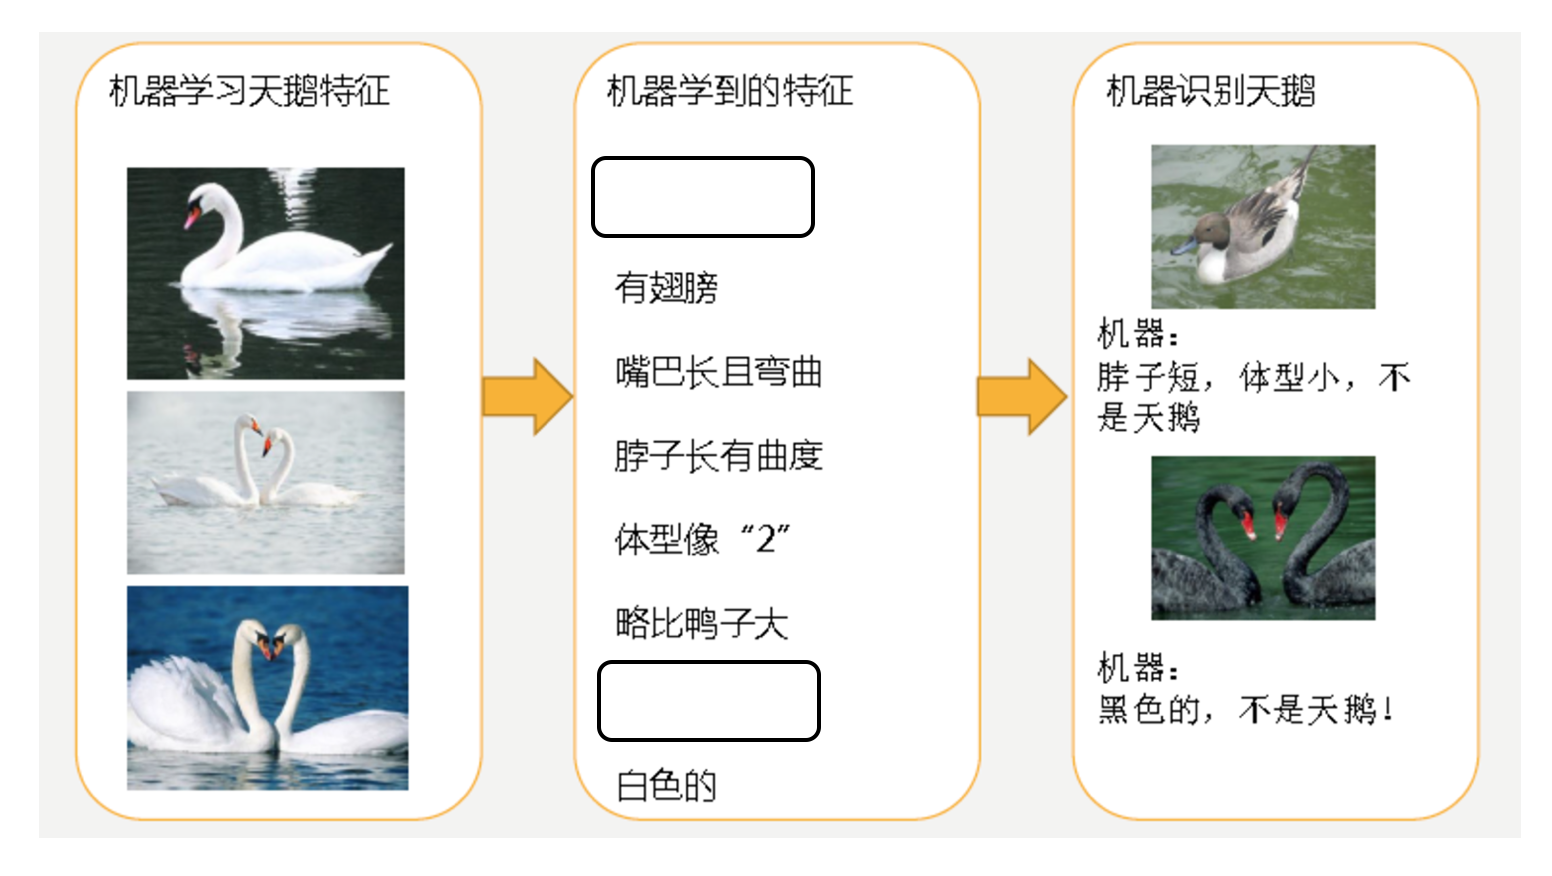 机器学习天鹅特征
机器学到的特征
有翅膀
嘴巴长且弯曲
脖子长有曲度
体型像“2”
略比鸭子大
白色的
机器识别天鹅
机器：
脖子短，体型小，不
是天鹅
机器：
黑色的，不是天鹅！